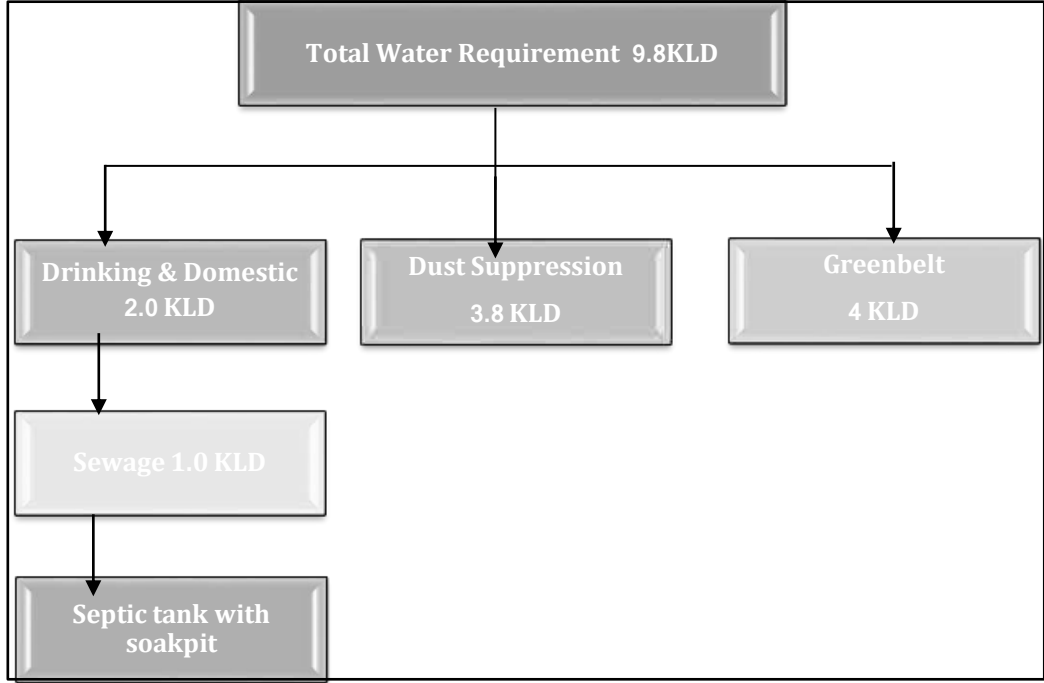 Total Water Requirement 9.8KLD
Drinking & Domestic
2.0 KLD
Dust Suppression
3.8 KLD
Greenbelt
4 KLD
Sewage 1.0 KLD
Septic tank with
soakpit